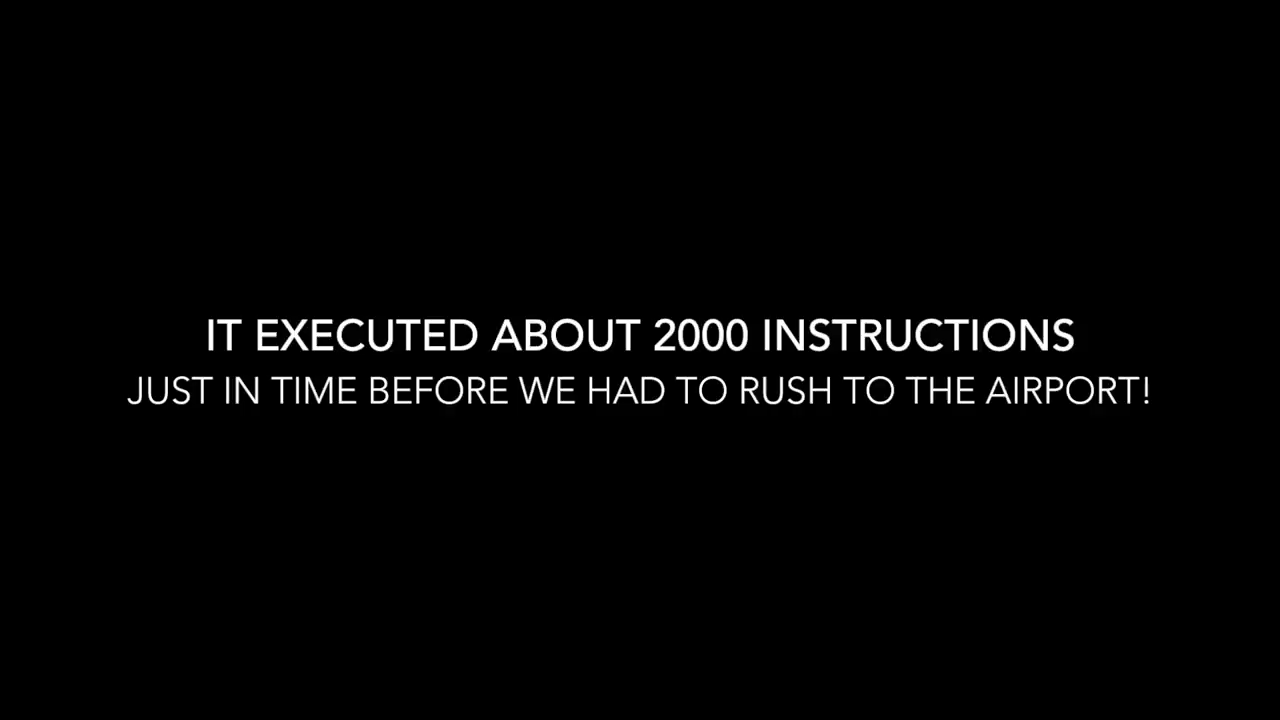 IT EXECUTED ABOUT 2000 INSTRUCTIONS
JUST IN TIME BEFORE WE HAD TO RUSH TO THE AIRPORT!